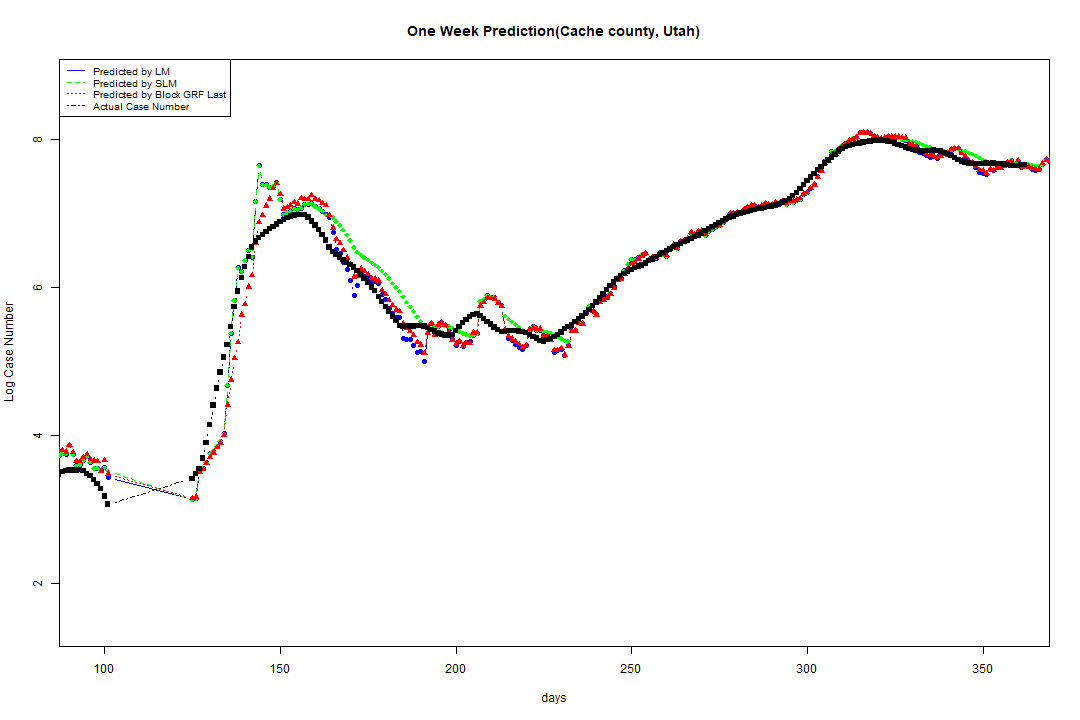 One Week Prediction(Cache county, Utah)
Predicted by LM
Predicted by SLM
Predicted by Block GRF Last
Actual Case Number
8
6
4
2
Log Case Number
100 150 200 250 300 350
days